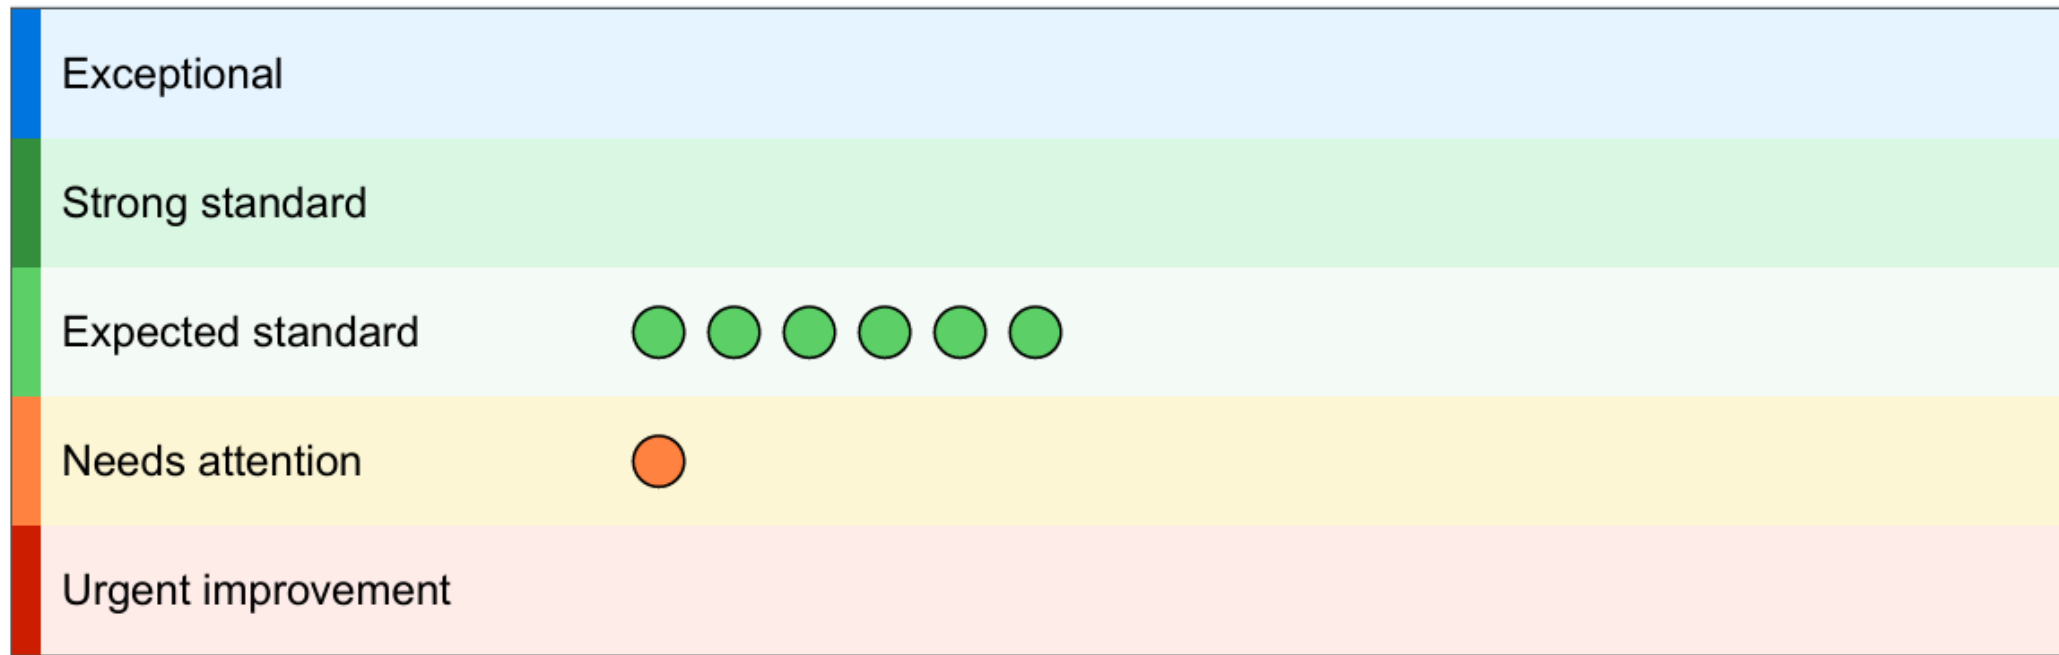 Exceptional
Strong standard
Expected standard
Needs attention
Urgent improvement